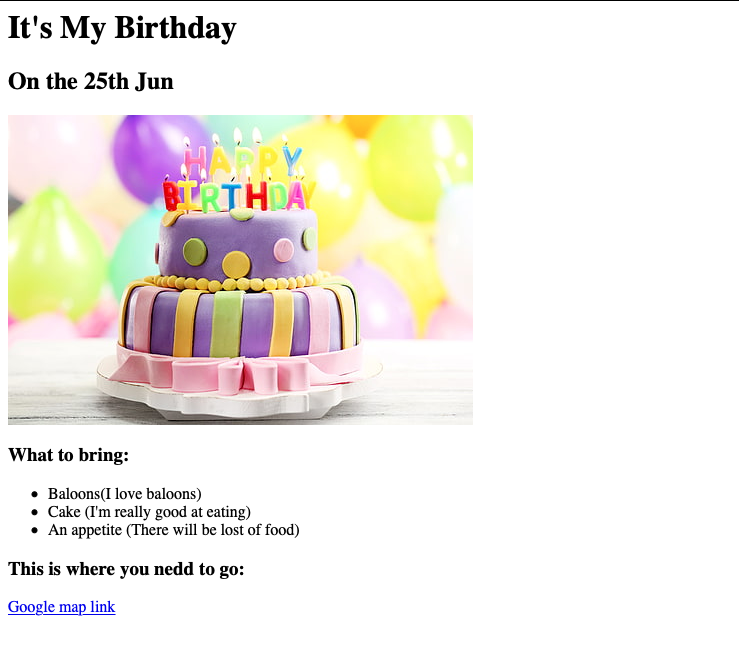 It's My Birthday
On the 25th Jun
HAPPY
BIRTHDAY
What to bring:
Baloons(I love baloons)
Cake (I'm really good at eating)
An appetite (There will be lost of food)
This is where you nedd to go:
Google map link